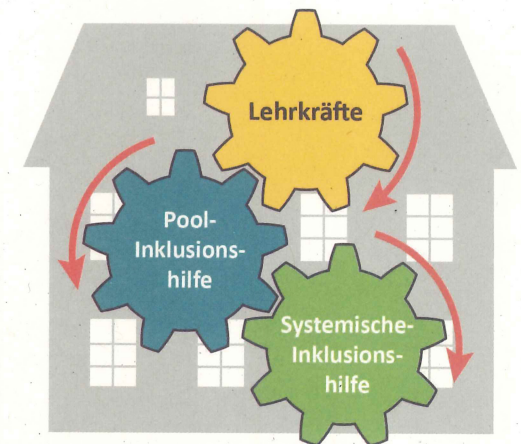 Lehrkräfte
Pool-
Inklusions-
hilfe
Systemische-
Inklusions-
hilfe